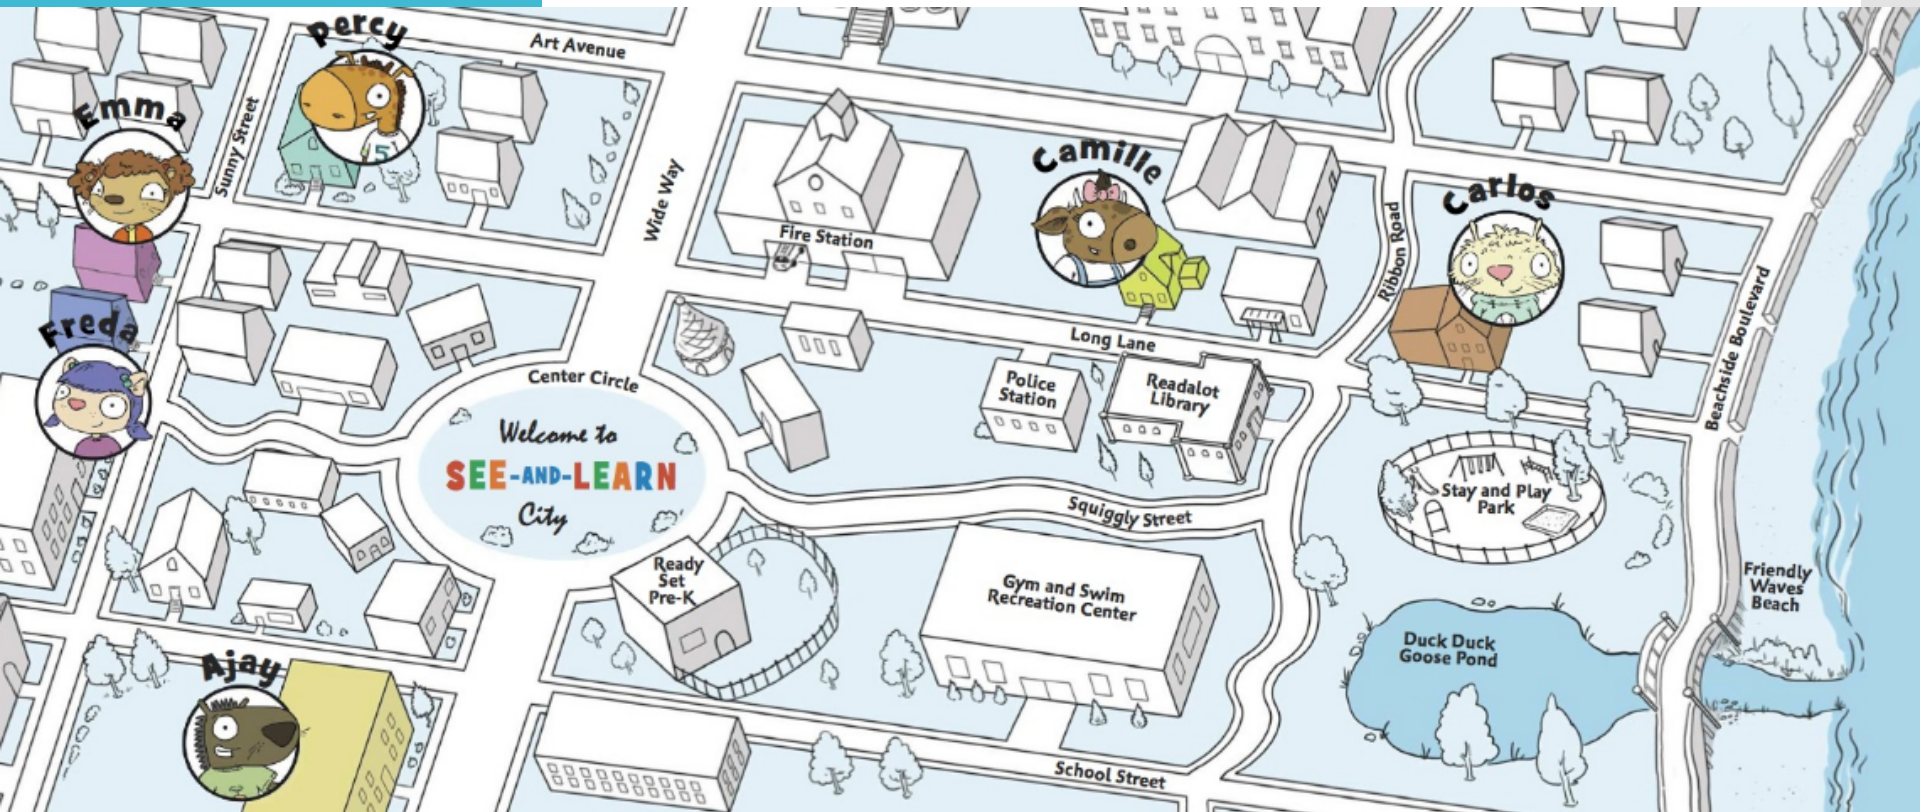 Percy
Art Avenue
Emma
Sunny Street
5
Wide Way
Fire Station
Camille
Carlos
Ribbon Road
Freda
Long Lane
Beachside Boulevard
Center Circle
Police
Station
Readalot
Library
Welcome to
SEE-AND-LEARN
City
Squiggly Street
Stay and Play
Park
Ready
Set
Pre-K
Gym and Swim
Recreation Center
Friendly
Waves
Beach
Duck Duck
Goose Pond
Ajay
School Street